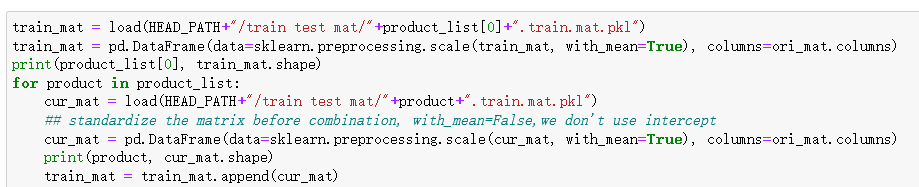 train_mat = load(HEAD_PATH+"/train test mat/"+product_list[0]+".train.mat.pkl")
train_mat = pd.DataFrame(data=sklearn.preprocessing.scale(train_mat, with_mean=True), columns=ori_mat.columns)
print(product_list[0], train_mat.shape)
for product in product_list:
    cur_mat = load(HEAD_PATH+"/train test mat/"+product+".train.mat.pkl")
    ## standardize the matrix before combination, with_mean=False,we don't use intercept
    cur_mat = pd.DataFrame(data=sklearn.preprocessing.scale(cur_mat, with_mean=True), columns=ori_mat.columns)
    print(product, cur_mat.shape)
    train_mat = train_mat.append(cur_mat)